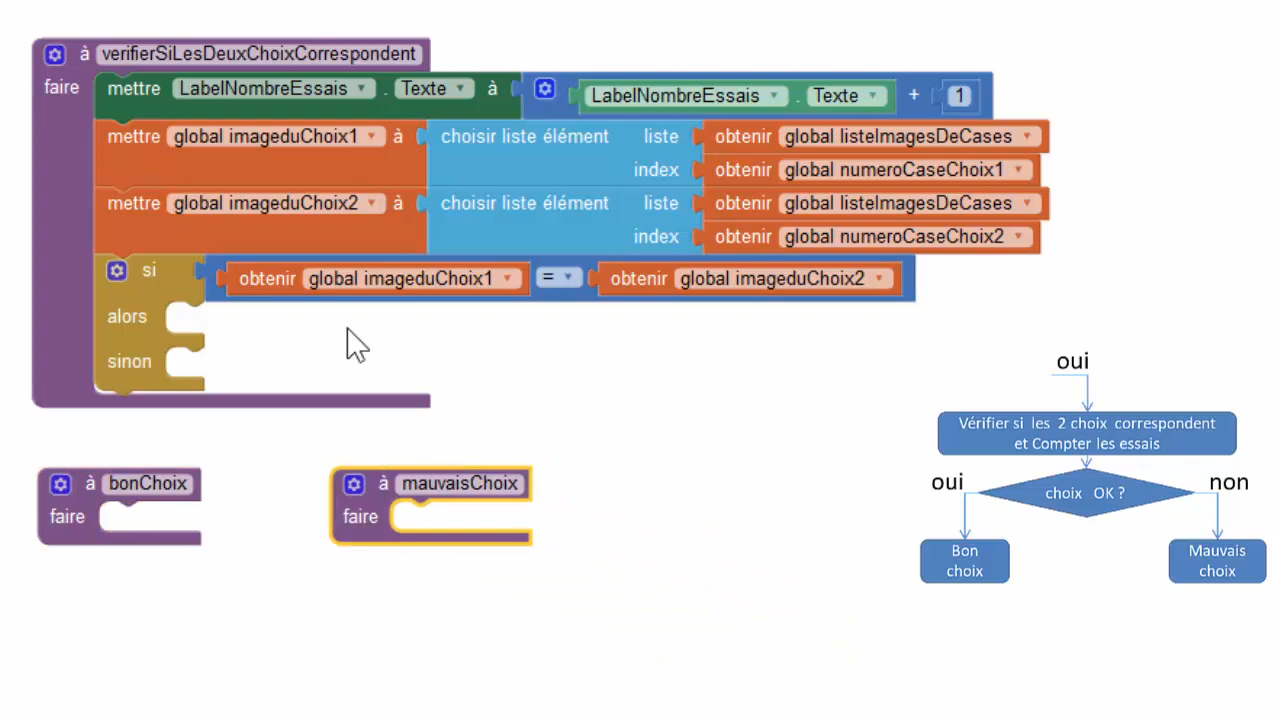 à verifierSiLesDeuxChoixCorrespondent
faire mettre LabelNombreEssais . Texte à LabelNombreEssais . Texte + 1
mettre global imageduChoix1 à choisir liste élément liste obtenir global listeImagesDeCases
index obtenir global numeroCaseChoix1
mettre global imageduChoix2 à choisir liste élément liste obtenir global listeImagesDeCases
index obtenir global numeroCaseChoix2
si obtenir global imageduChoix1 = obtenir global imageduChoix2
alors
sinon
à bonChoix
faire
à mauvaisChoix
faire
oui
Vérifier si les 2 choix correspondent
et Compter les essais
oui
choix OK ?
non
Bon
choix
Mauvais
choix